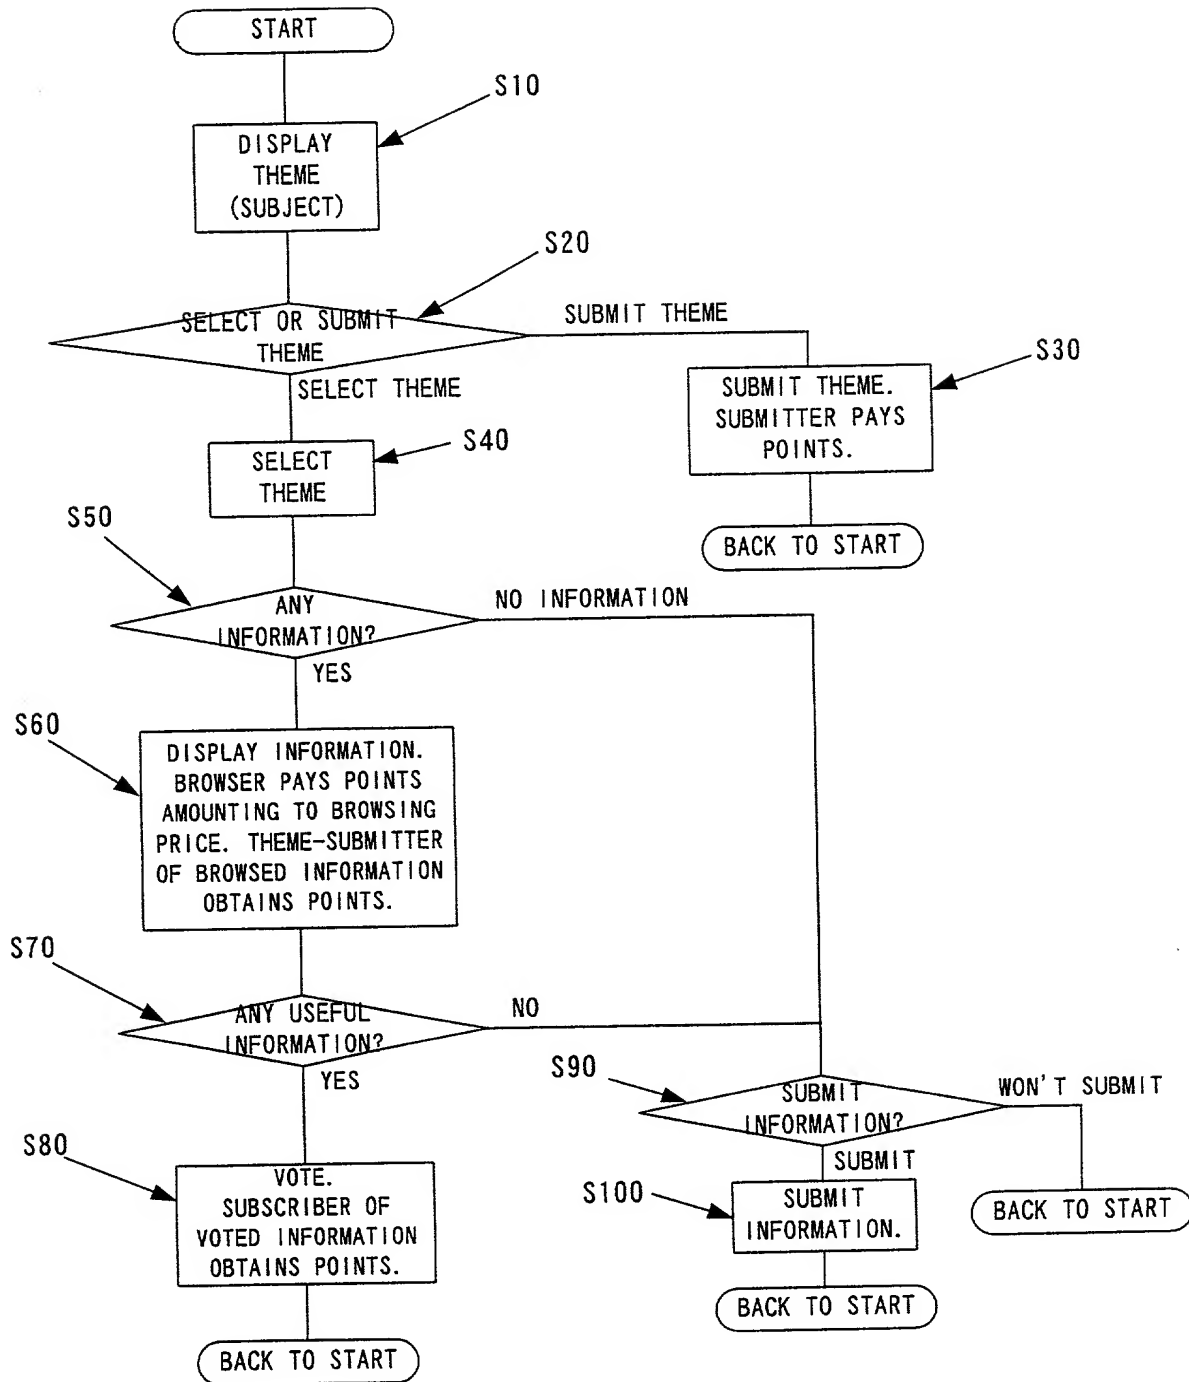 START
S10
DISPLAY
THEME
(SUBJECT)
S20
SELECT OR SUBMIT
THEME
SUBMIT THEME
SELECT THEME
S30
SUBMIT THEME.
SUBMITTER PAYS
POINTS.
S40
SELECT
THEME
BACK TO START
S50
ANY
INFORMATION?
NO INFORMATION
YES
S60
DISPLAY INFORMATION.
BROWSER PAYS POINTS
AMOUNTING TO BROWSING
PRICE. THEME-SUBMITTER
OF BROWSED INFORMATION
OBTAINS POINTS.
S70
ANY USEFUL
INFORMATION?
NO
YES
S90
SUBMIT
INFORMATION?
WON'T SUBMIT
SUBMIT
S80
VOTE.
SUBSCRIBER OF
VOTED INFORMATION
OBTAINS POINTS.
S100
SUBMIT
INFORMATION.
BACK TO START
BACK TO START
BACK TO START